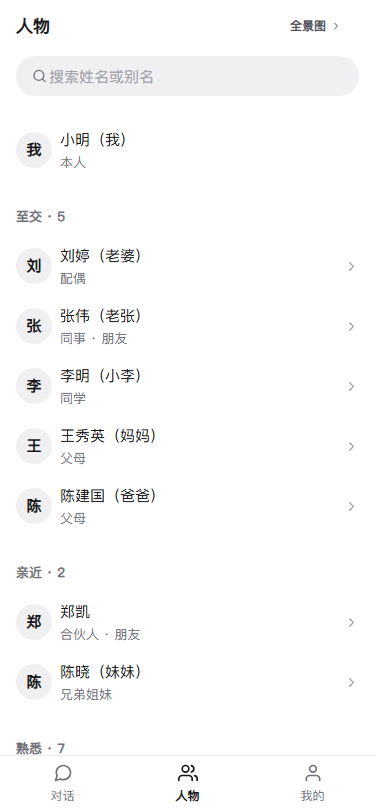 人物
全景图
搜索姓名或别名
我
小明（我）
本人
至交 · 5
刘
刘婷（老婆）
配偶
张
张伟（老张）
同事 · 朋友
李
李明（小李）
同学
王
王秀英（妈妈）
父母
陈
陈建国（爸爸）
父母
亲近 · 2
郑
郑凯
合伙人 · 朋友
陈
陈晓（妹妹）
兄弟姐妹
熟悉 · 7
对话
人物
我的